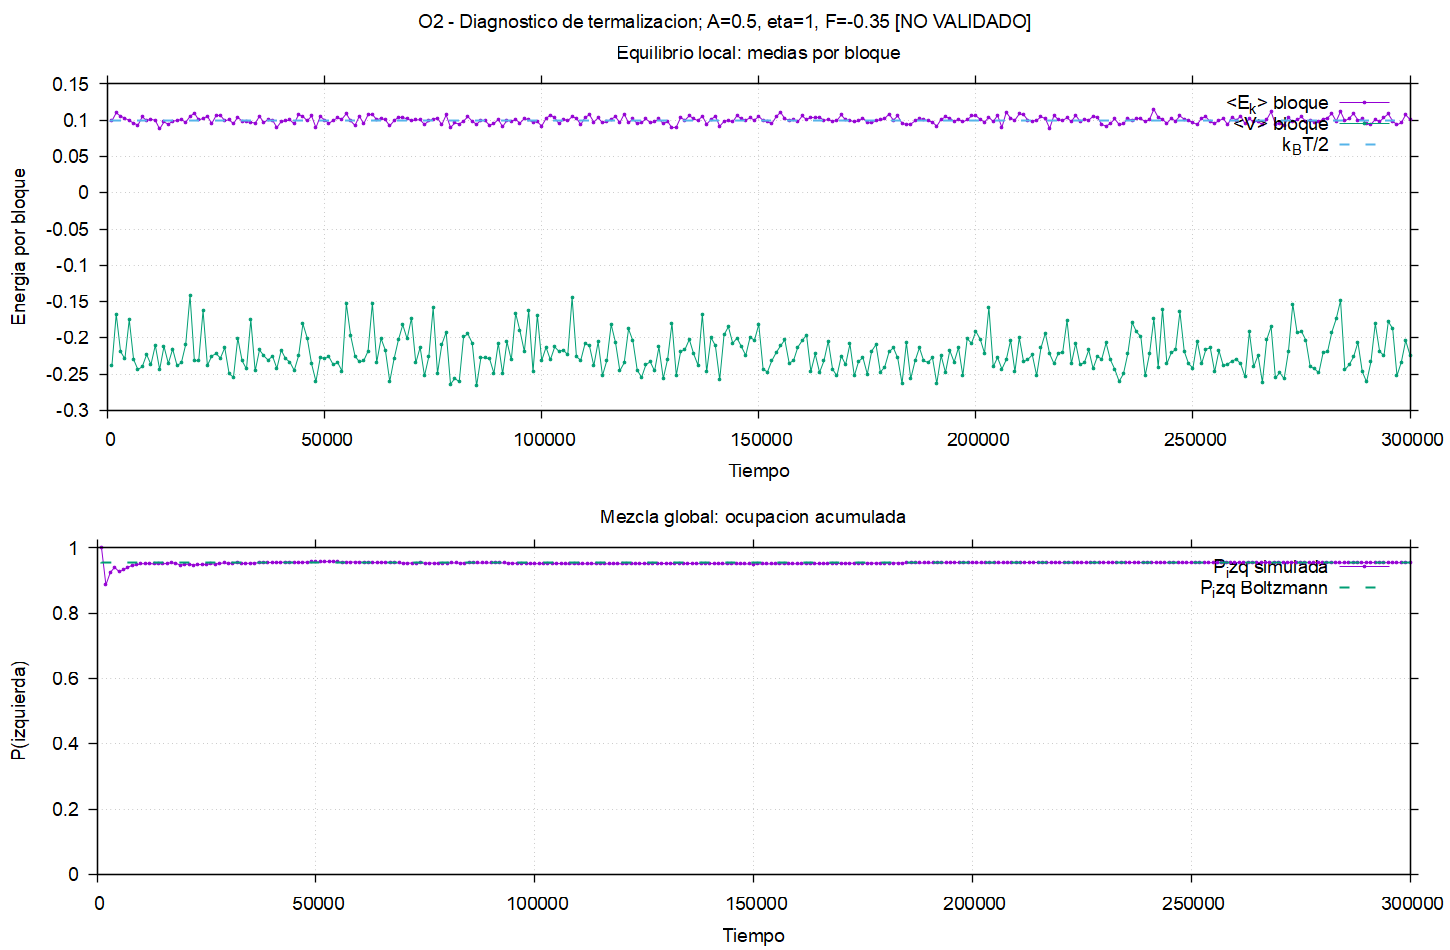 O2 - Diagnostico de termalizacion; A=0.5, eta=1, F=-0.35 [NO VALIDADO]
Equilibrio local: medias por bloque
0.15
0.1
0.05
0
-0.05
-0.1
-0.15
-0.2
-0.25
-0.3
Energia por bloque
<Ek> bloque
<V> bloque
kBT/2
0 50000 100000 150000 200000 250000 300000
Tiempo
Mezcla global: ocupacion acumulada
1
0.8
0.6
0.4
0.2
0
P(izquierda)
Pizq simulada
Pizq Boltzmann
0 50000 100000 150000 200000 250000 300000
Tiempo